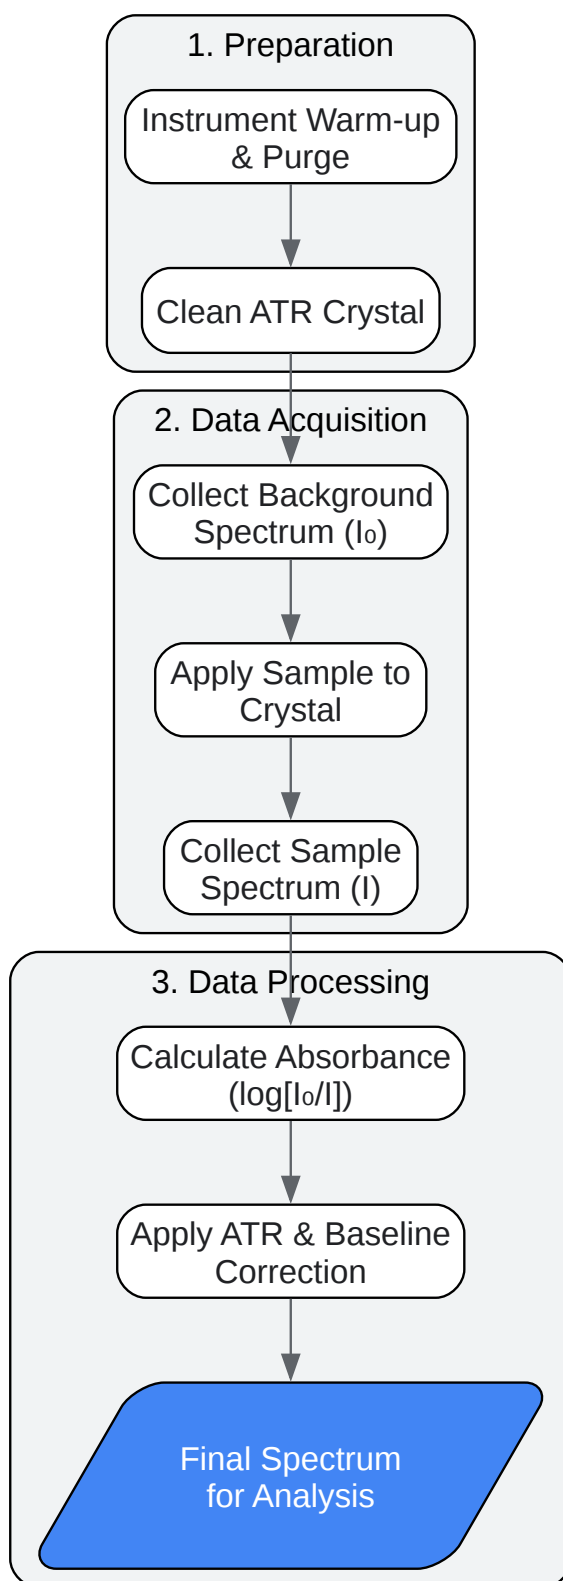 1. Preparation
Instrument Warm-up
& Purge
Clean ATR Crystal
2. Data Acquisition
Collect Background
Spectrum (I₀)
Apply Sample to
Crystal
Collect Sample
Spectrum (I)
3. Data Processing
Calculate Absorbance
(log[I₀/I])
Apply ATR & Baseline
Correction
Final Spectrum
for Analysis